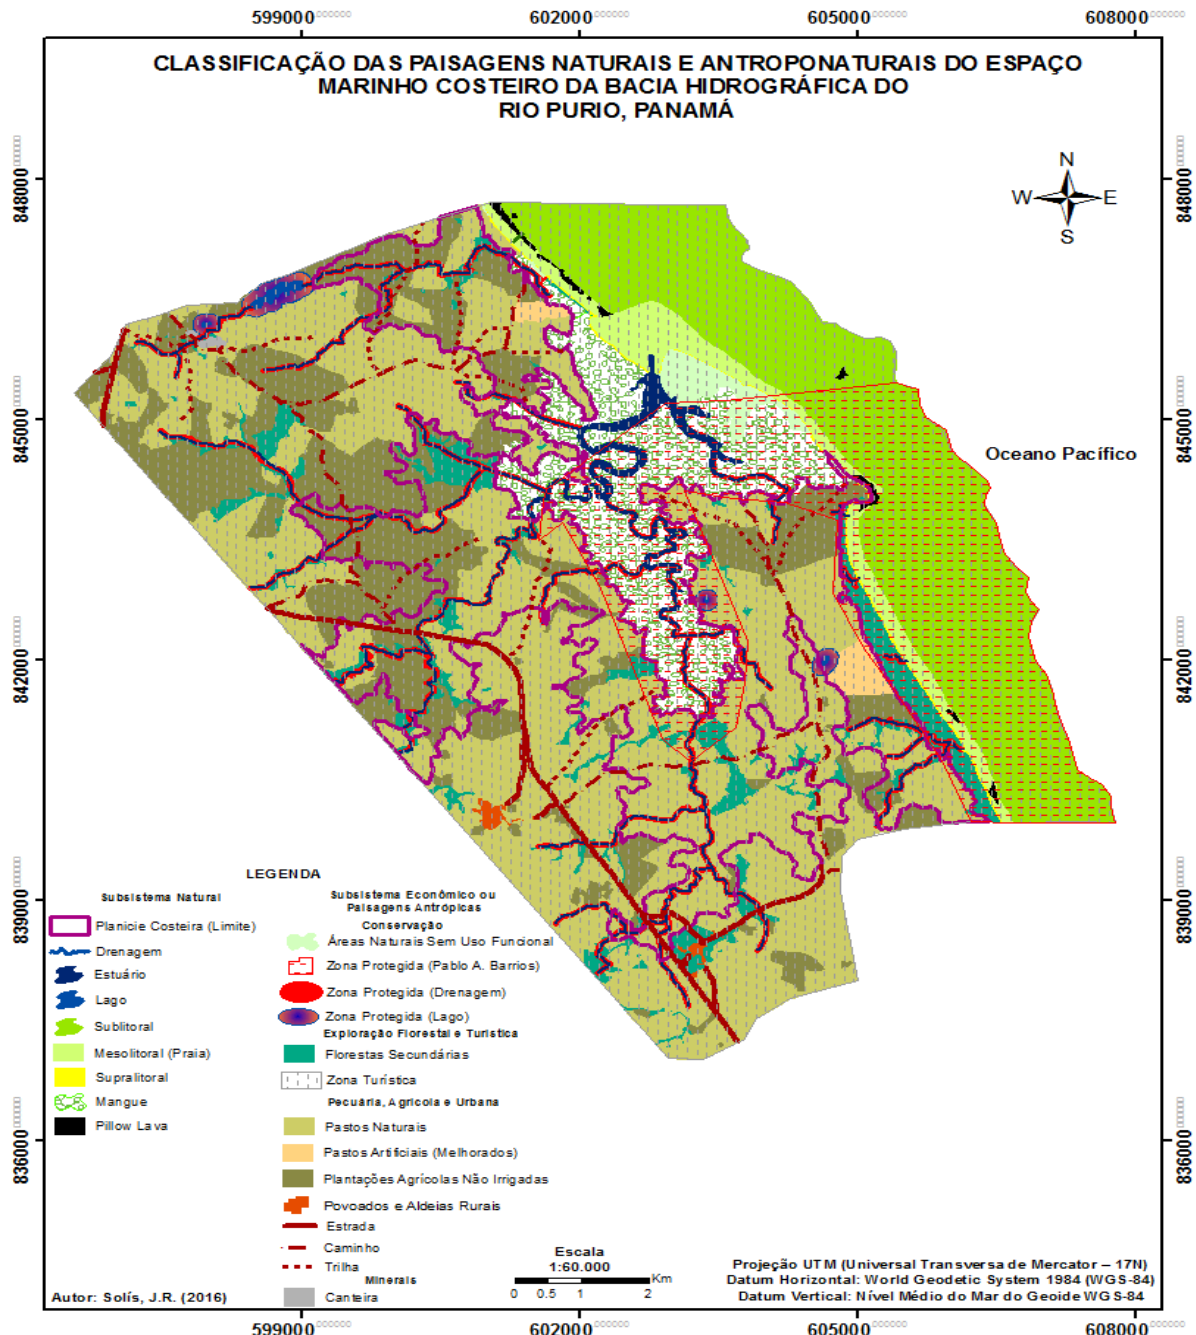 599000 602000 605000 608000
CLASSIFICAÇÃO DAS PAISAGENS NATURAIS E ANTROPONATURAIS DO ESPAÇO
MARINHO COSTEIRO DA BACIA HIDROGRÁFICA DO
RIO PURIO, PANAMÁ
848000
848000
N
W E
S
845000
845000
Oceano Pacífico
842000
842000
839000
839000
836000
836000
LEGENDA
Subsistema Natural
Planicie Costeira (Limite)
Drenagem
Estuário
Lago
Sublitoral
Mesolitoral (Praia)
Supralitoral
Mangue
Pillow Lava
Subsistema Econômico ou
Paisagens Antrópicas
Conservação
Áreas Naturais Sem Uso Funcional
Zona Protegida (Pablo A. Barrios)
Zona Protegida (Drenagem)
Zona Protegida (Lago)
Exploração Florestal e Turística
Florestas Secundárias
Zona Turística
Pecuária, Agrícola e Urbana
Pastos Naturais
Pastos Artificiais (Melhorados)
Plantações Agrícolas Não Irrigadas
Povoados e Aldeias Rurais
Estrada
Caminho
Trilha
Minerais
Canteira
Escala
1:60.000
Km
0 0.5 1 2
Projeção UTM (Universal Transversa de Mercator – 17N)
Datum Horizontal: World Geodetic System 1984 (WGS-84)
Datum Vertical: Nível Médio do Mar do Geoide WGS-84
Autor: Solís, J.R. (2016)
599000 602000 605000 608000